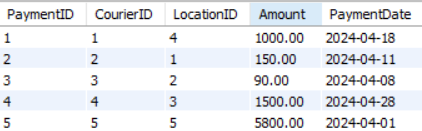 PaymentID CourierID LocationID Amount PaymentDate
1 1 4 1000.00 2024-04-18
2 2 1 150.00 2024-04-11
3 3 2 90.00 2024-04-08
4 4 3 1500.00 2024-04-28
5 5 5 5800.00 2024-04-01